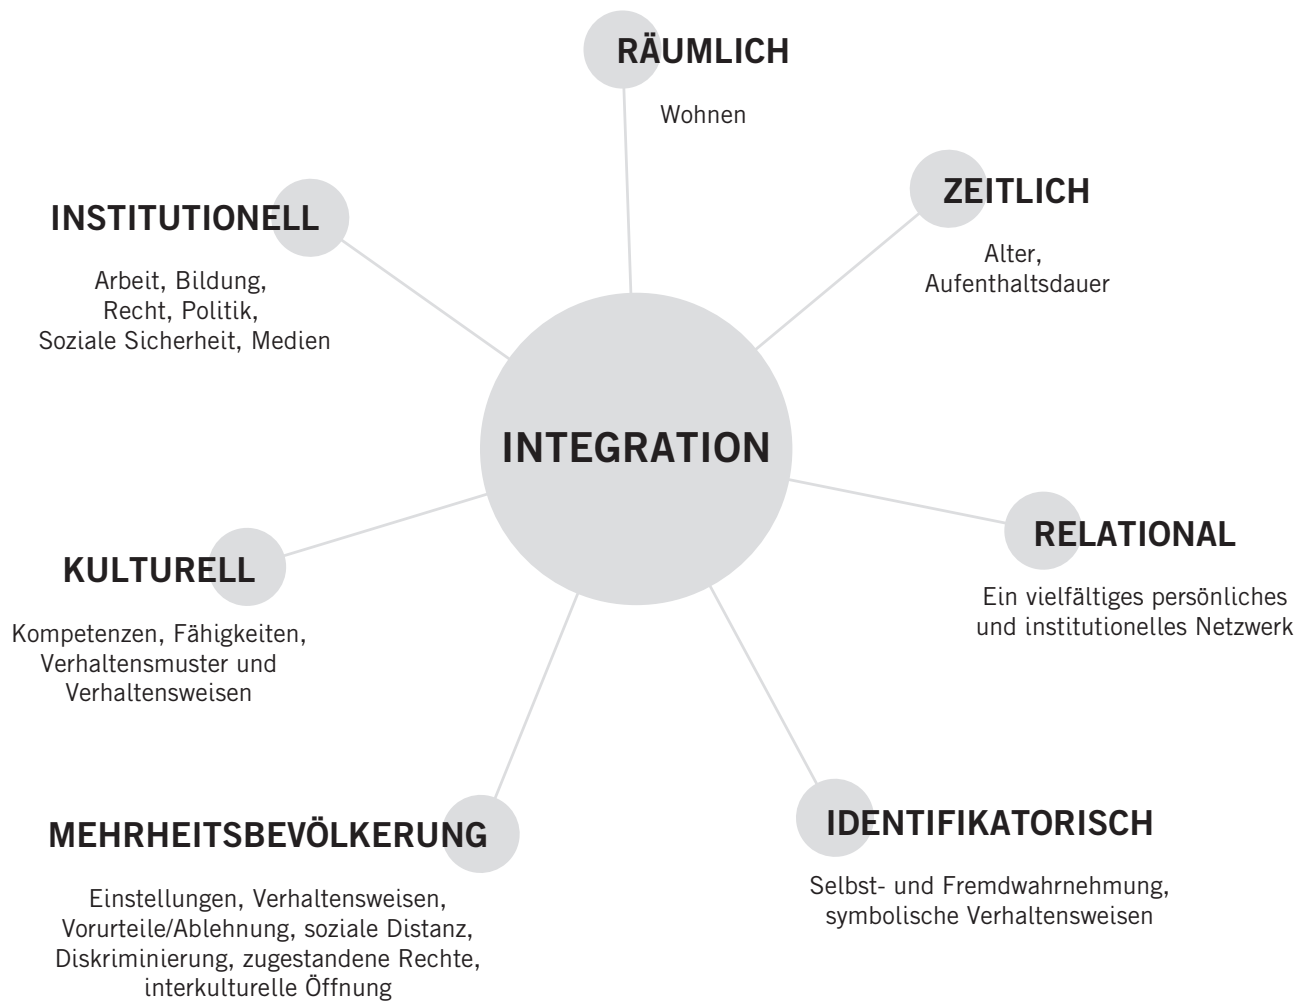 RÄUMLICH
Wohnen
ZEITLICH
Alter,
Aufenthaltsdauer
INSTITUTIONELL
Arbeit, Bildung,
Recht, Politik,
Soziale Sicherheit, Medien
INTEGRATION
RELATIONAL
Ein vielfältiges persönliches
und institutionelles Netzwerk
KULTURELL
Kompetenzen, Fähigkeiten,
Verhaltensmuster und
Verhaltensweisen
IDENTIFIKATORISCH
Selbst- und Fremdwahrnehmung,
symbolische Verhaltensweisen
MEHRHEITSBEVÖLKERUNG
Einstellungen, Verhaltensweisen,
Vorurteile/Ablehnung, soziale Distanz,
Diskriminierung, zugestandene Rechte,
interkulturelle Öffnung